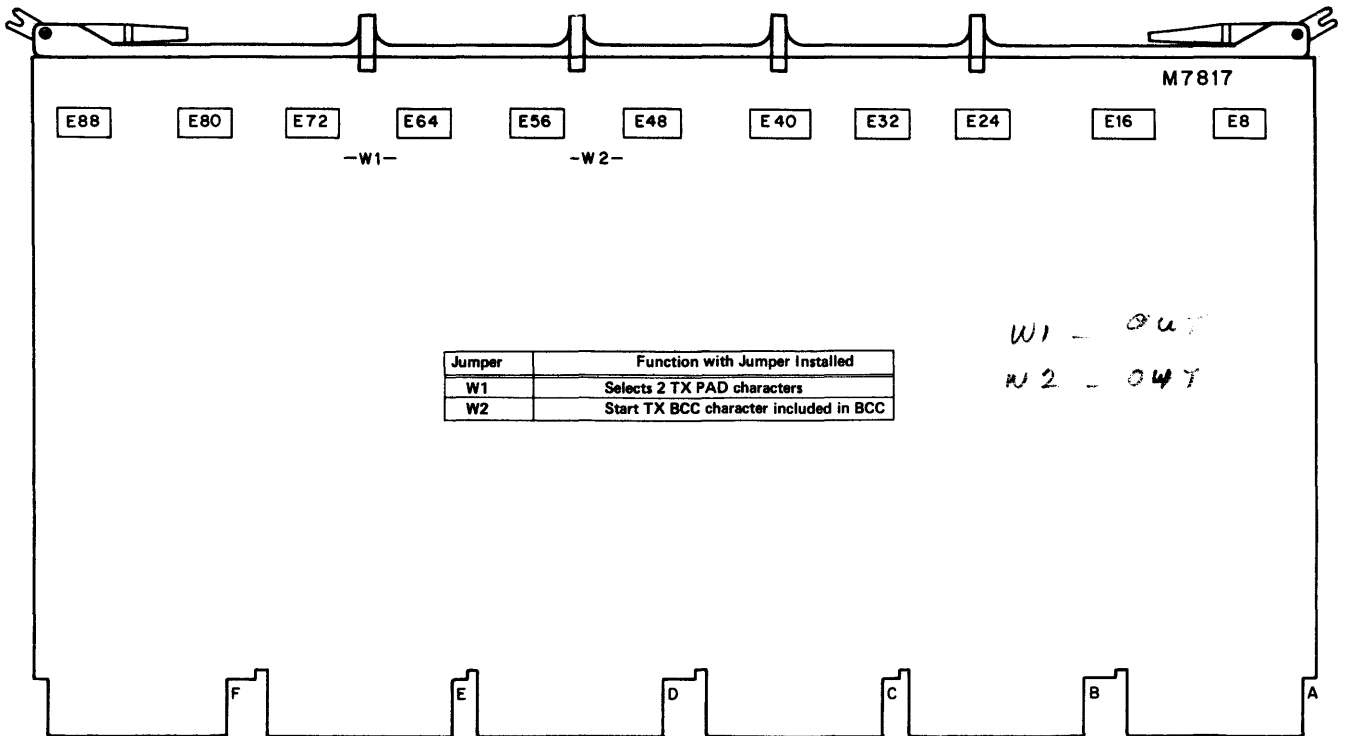 M7817
E88 E80 E72 E64 E56 E48 E40 E32 E24 E16 E8
-W1- -W2-
W1 - OUT
W2 - OUT
Jumper Function with Jumper Installed
W1 Selects 2 TX PAD characters
W2 Start TX BCC character included in BCC
F E D C B A